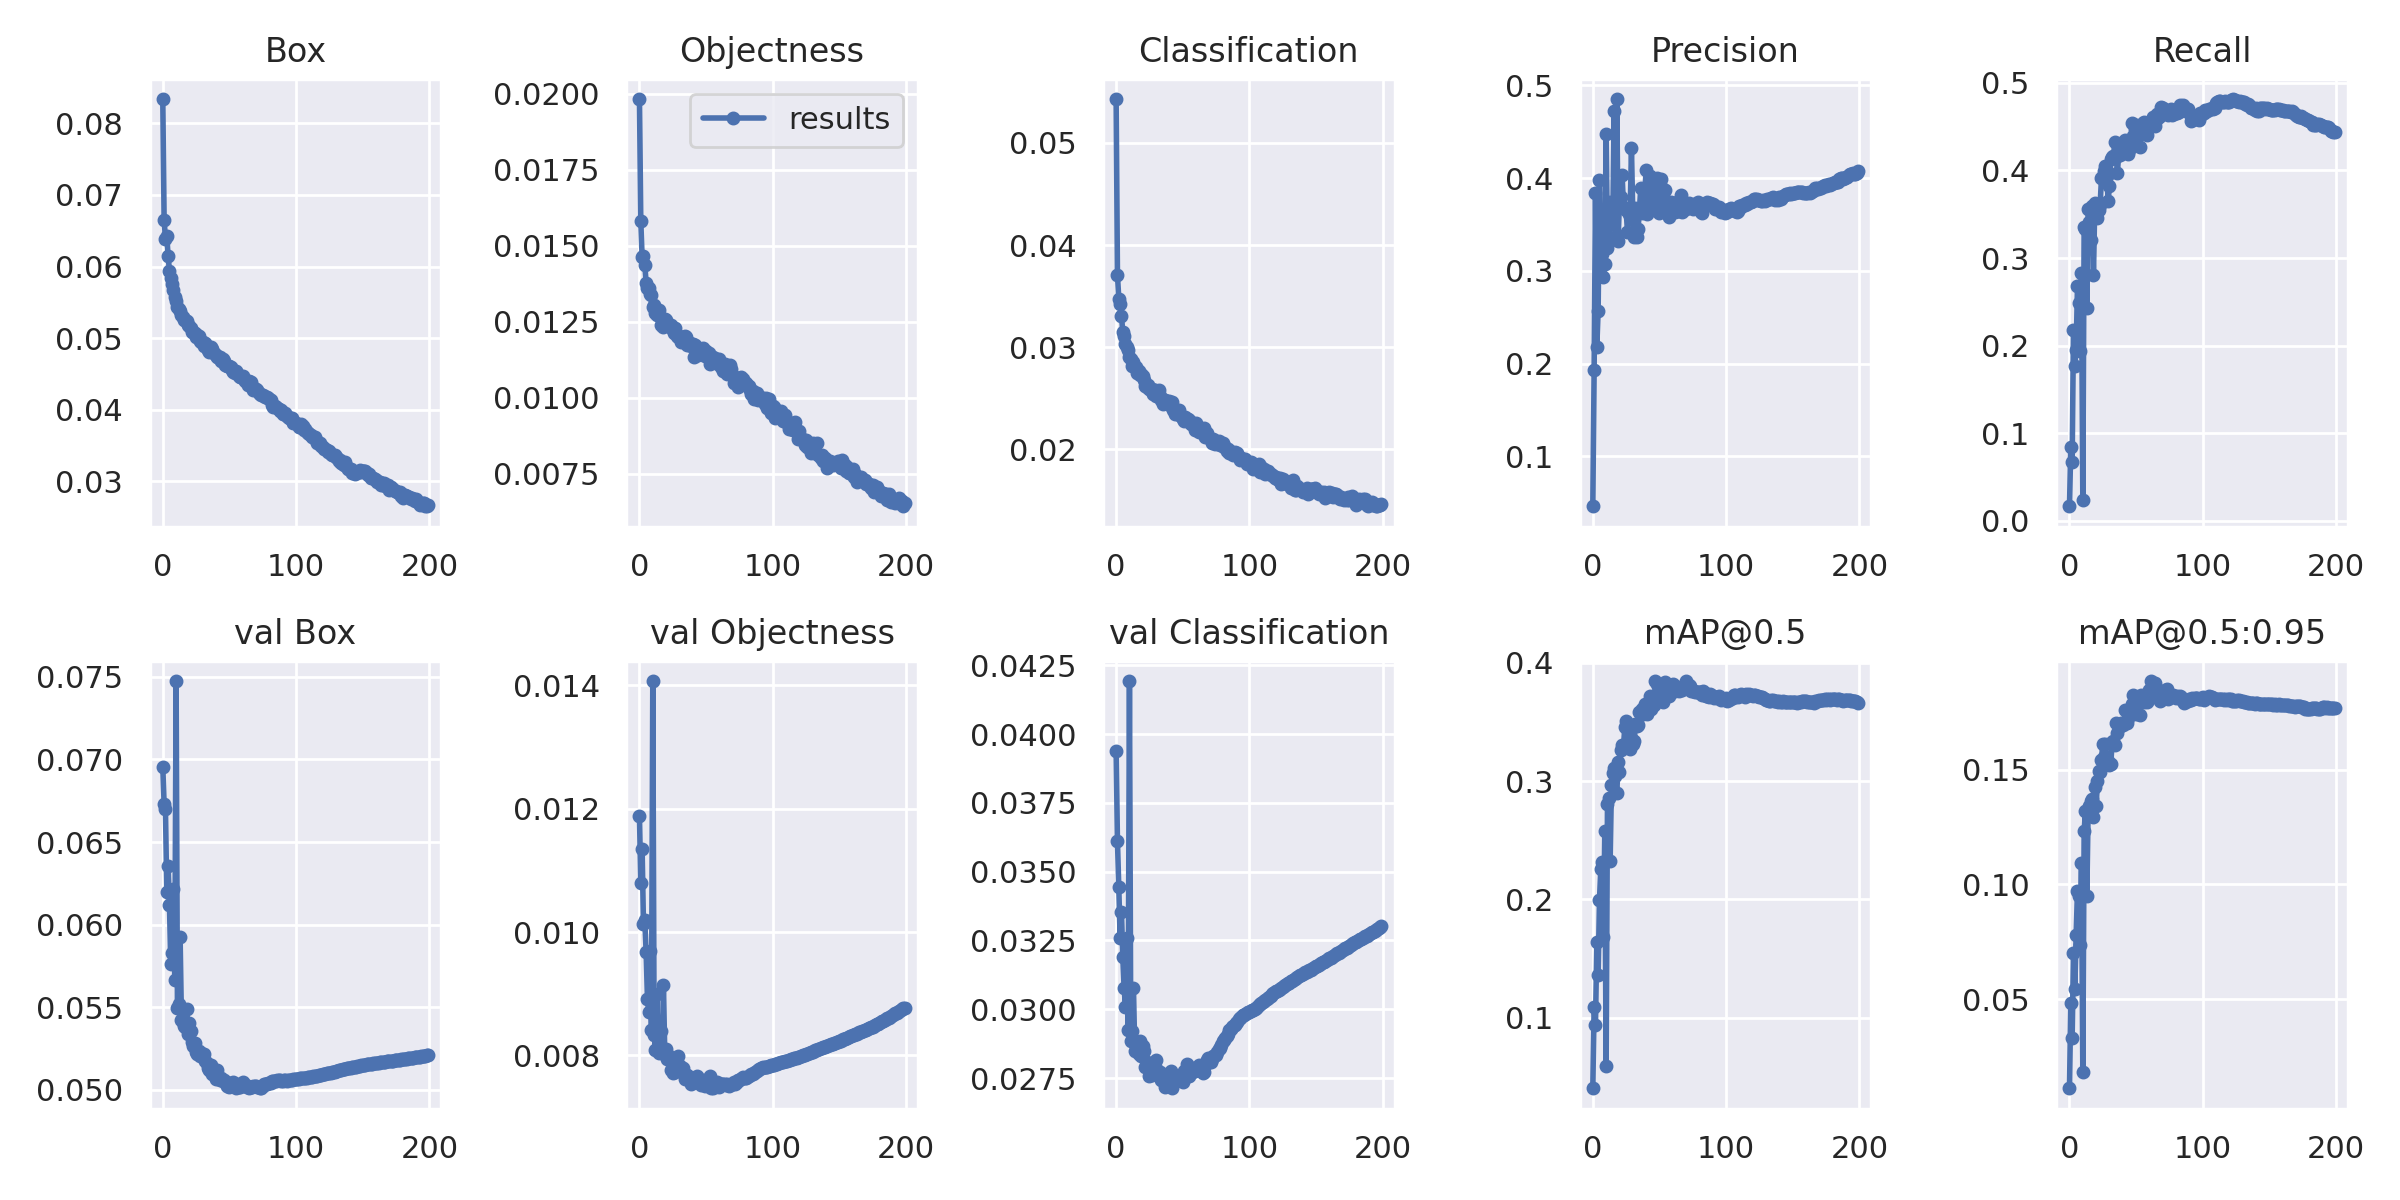 Box
Objectness
Classification
Precision
Recall
0.08
0.07
0.06
0.05
0.04
0.03
0 100 200
0.0200
0.0175
0.0150
0.0125
0.0100
0.0075
results
0 100 200
0.05
0.04
0.03
0.02
0 100 200
0.5
0.4
0.3
0.2
0.1
0 100 200
0.5
0.4
0.3
0.2
0.1
0.0
0 100 200
val Box
val Objectness
val Classification
mAP@0.5
mAP@0.5:0.95
0.075
0.070
0.065
0.060
0.055
0.050
0 100 200
0.014
0.012
0.010
0.008
0 100 200
0.0425
0.0400
0.0375
0.0350
0.0325
0.0300
0.0275
0 100 200
0.4
0.3
0.2
0.1
0 100 200
0.15
0.10
0.05
0 100 200